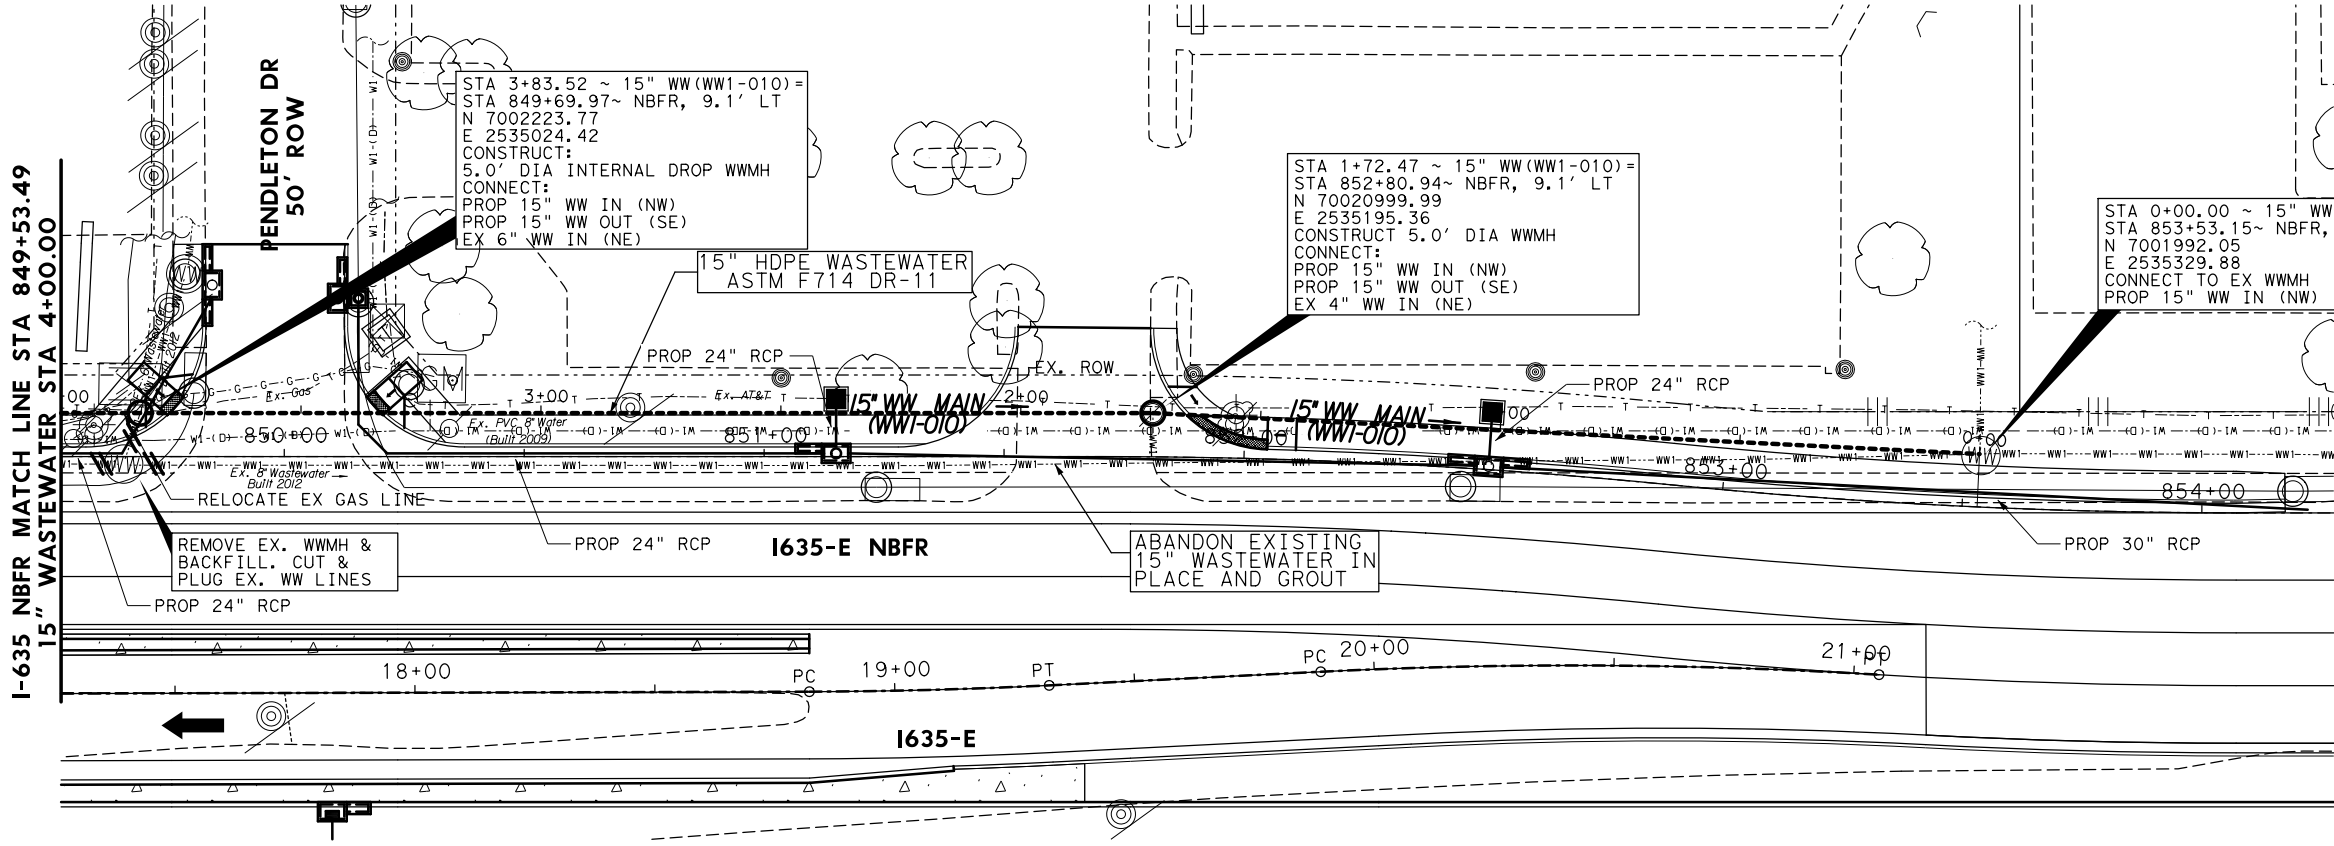 I-635 NBFR MATCH LINE STA 849+53.49
15" WASTEWATER STA 4+00.00
PENDLETON DR
50' ROW
STA 3+83.52 ~ 15" WW(WW1-010)=
STA 849+69.97~ NBFR, 9.1' LT
N 7002223.77
E 2535024.42
CONSTRUCT:
5.0' DIA INTERNAL DROP WWMH
CONNECT:
PROP 15" WW IN (NW)
PROP 15" WW OUT (SE)
EX 6" WW IN (NE)
15" HDPE WASTEWATER
ASTM F714 DR-11
STA 1+72.47 ~ 15" WW(WW1-010)=
STA 852+80.94~ NBFR, 9.1' LT
N 70020999.99
E 2535195.36
CONSTRUCT 5.0' DIA WWMH
CONNECT:
PROP 15" WW IN (NW)
PROP 15" WW OUT (SE)
EX 4" WW IN (NE)
STA 0+00.00 ~ 15" WW
STA 853+53.15~ NBFR,
N 7001992.05
E 2535329.88
CONNECT TO EX WWMH
PROP 15" WW IN (NW)
PROP 24" RCP
EX. ROW
PROP 24" RCP
Ex. Gas
3+00
Ex. AT&T
2+00
15" WW MAIN
(WW1-010)
15" WW MAIN
(WW1-010)
Ex. PVC 8" Water
(Built 2009)
850+00
851+00
0+00
853+00
854+00
Ex. 8" Wastewater
Built 2012
RELOCATE EX GAS LINE
REMOVE EX. WWMH &
BACKFILL. CUT &
PLUG EX. WW LINES
PROP 24" RCP
PROP 24" RCP
I635-E NBFR
ABANDON EXISTING
15" WASTEWATER IN
PLACE AND GROUT
PROP 30" RCP
18+00
PC
19+00
PT
PC
20+00
21+00
PT
I635-E